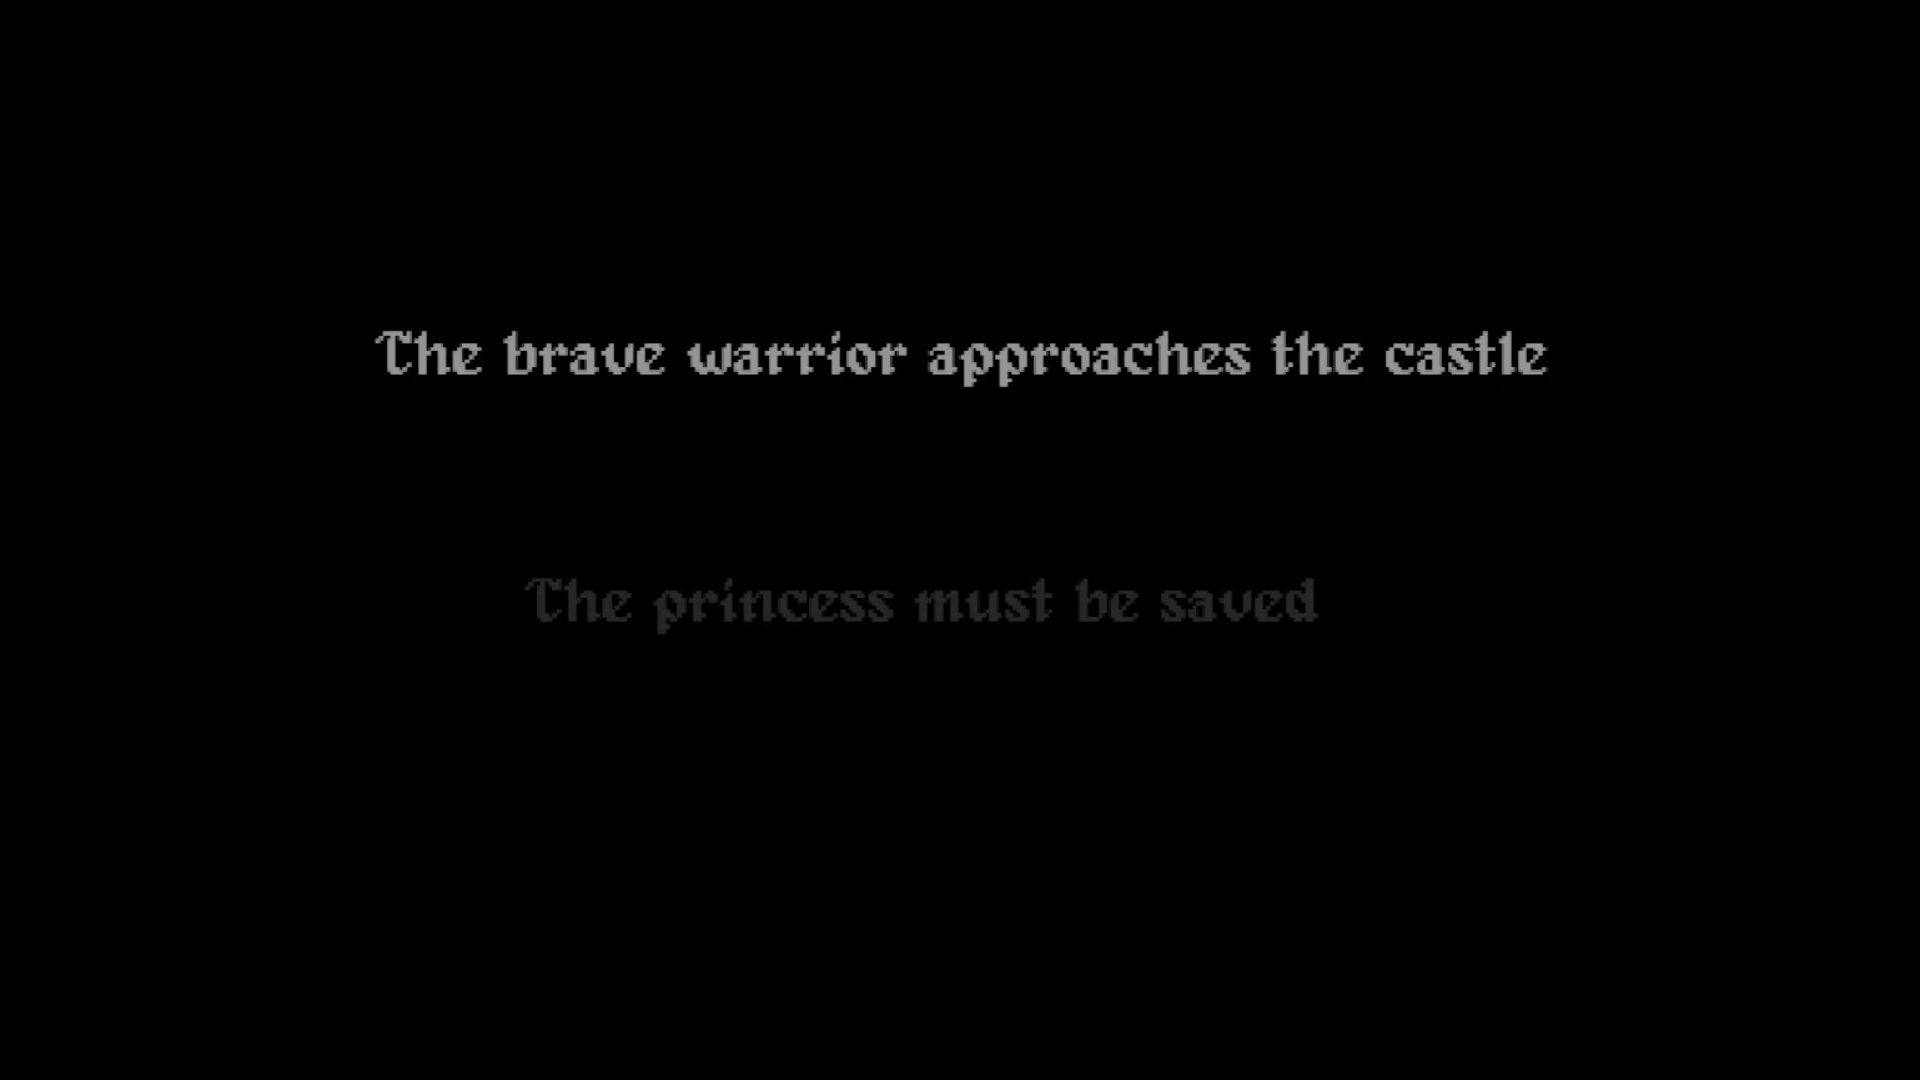 The brave warrior approaches the castle
The princess must be saved